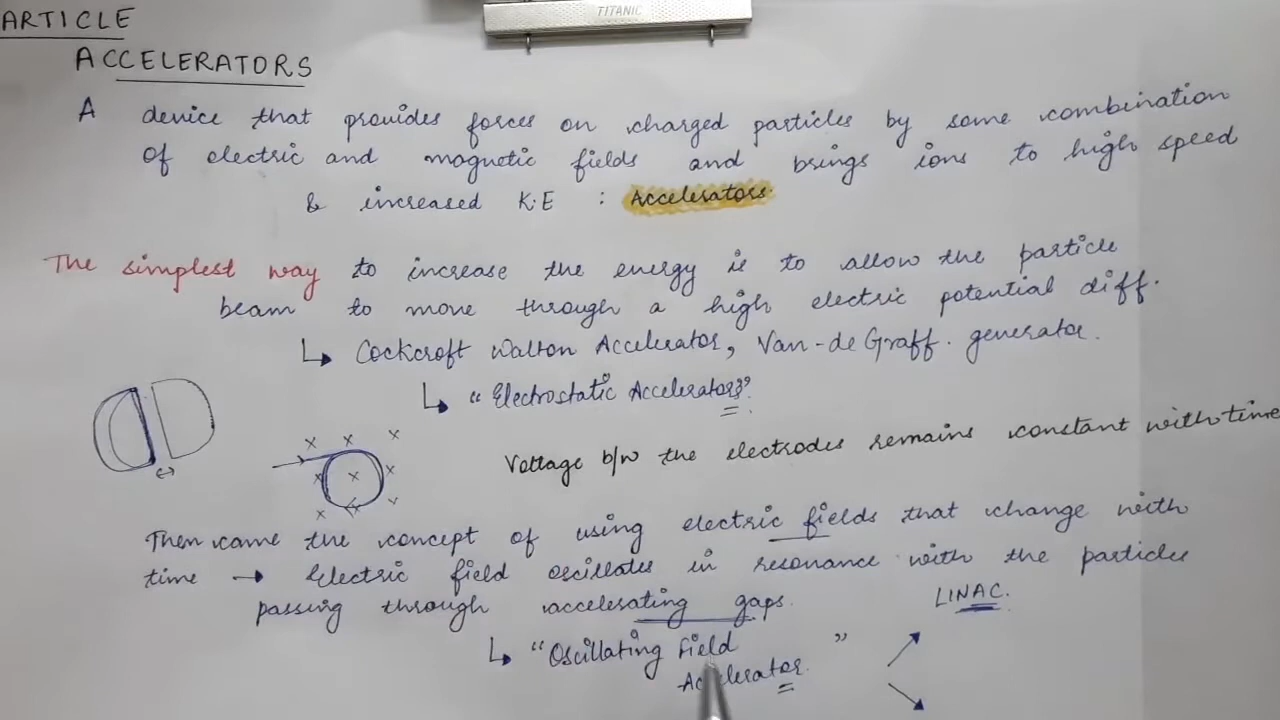 TITANIC
ARTICLE
ACCELERATORS
A device that provides forces on charged particles by some combination
of electric and magnetic fields and brings ions to high speed
& increased K.E : Accelerators.
The simplest way to increase the energy is to allow the particle
beam to move through a high electric potential diff.
↳ Cockcroft Walton Accelerator, Van-de Graff. generator.
↳ "Electrostatic Accelerators".
Voltage b/w the electrodes remains constant with time
Then came the concept of using electric fields that change with
time → Electric field oscillates in resonance with the particles
passing through accelerating gaps.
LINAC.
↳ "Oscillating field
Accelerator. "